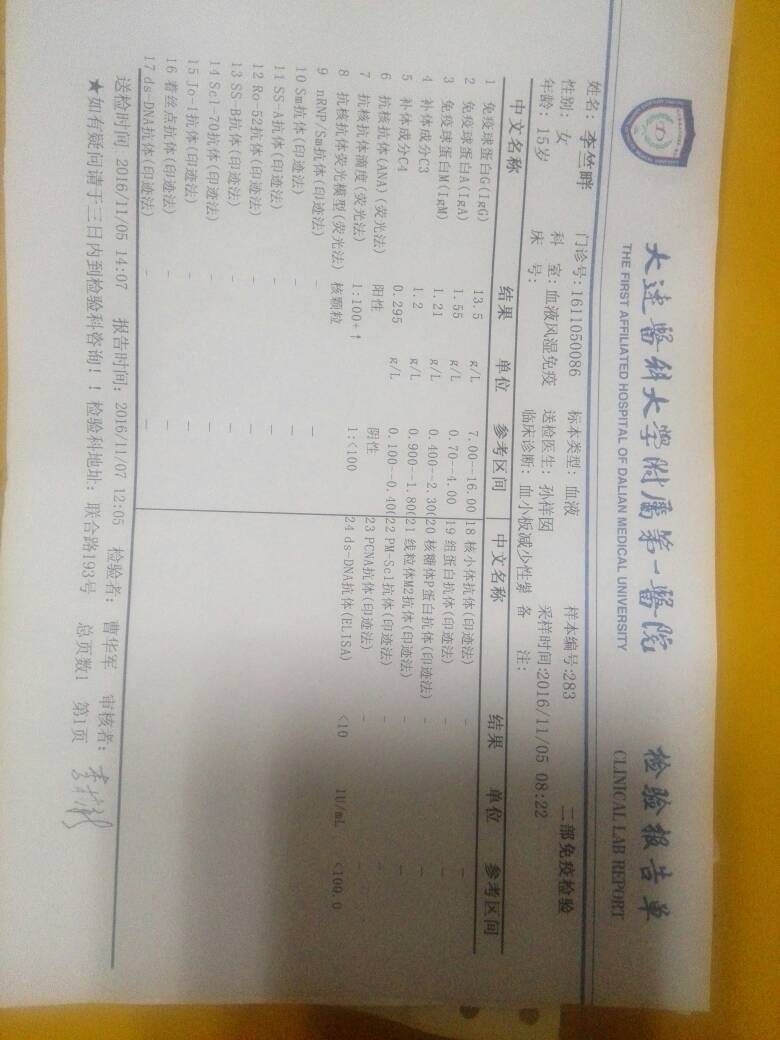 大连医科大学附属第一医院 检验报告单
THE FIRST AFFILIATED HOSPITAL OF DALIAN MEDICAL UNIVERSITY CLINICAL LAB REPORT
二部免疫检验
姓名: 李竺畔 门诊号: 1611050086 标本类型: 血液 样本编号:283
性别: 女 科 室: 血液风湿免疫 送检医生: 孙祥囡 采样时间:2016/11/05 08:22
年龄: 15岁 床 号: 临床诊断: 血小板减少性紫 备 注:
中文名称 结果 单位 参考区间 中文名称 结果 单位 参考区间
1 免疫球蛋白G(IgG) 13.5 g/L 7.00--16.00 18 核小体抗体(印迹法) - -
2 免疫球蛋白A(IgA) 1.55 g/L 0.70--4.00 19 组蛋白抗体(印迹法) - -
3 免疫球蛋白M(IgM) 1.21 g/L 0.400--2.30( 20 核糖体P蛋白抗体(印迹法) - -
4 补体成分C3 1.2 g/L 0.900--1.80( 21 线粒体M2抗体(印迹法) - -
5 补体成分C4 0.295 g/L 0.100--0.40( 22 PM-Scl抗体(印迹法) - -
6 抗核抗体(ANA)(荧光法) 阳性 阴性 23 PCNA抗体(印迹法) - -
7 抗核抗体滴度(荧光法) 1:100+↑ 1:<100 24 ds-DNA抗体(ELISA) <10 IU/mL <100.0
8 抗核抗体荧光模型(荧光法) 核颗粒
9 nRNP/Sm抗体(印迹法) - -
10 Sm抗体(印迹法) - -
11 SS-A抗体(印迹法) - -
12 Ro-52抗体(印迹法) - -
13 SS-B抗体(印迹法) - -
14 Scl-70抗体(印迹法) - -
15 Jo-1抗体(印迹法) - -
16 着丝点抗体(印迹法) - -
17 ds-DNA抗体(印迹法) - -
送检时间 2016/11/05 14:07 报告时间: 2016/11/07 12:05 检验者: 曹华军 审核者:
★如有疑问请于三日内到检验科咨询!! 检验科地址: 联合路193号 总页数1 第1页